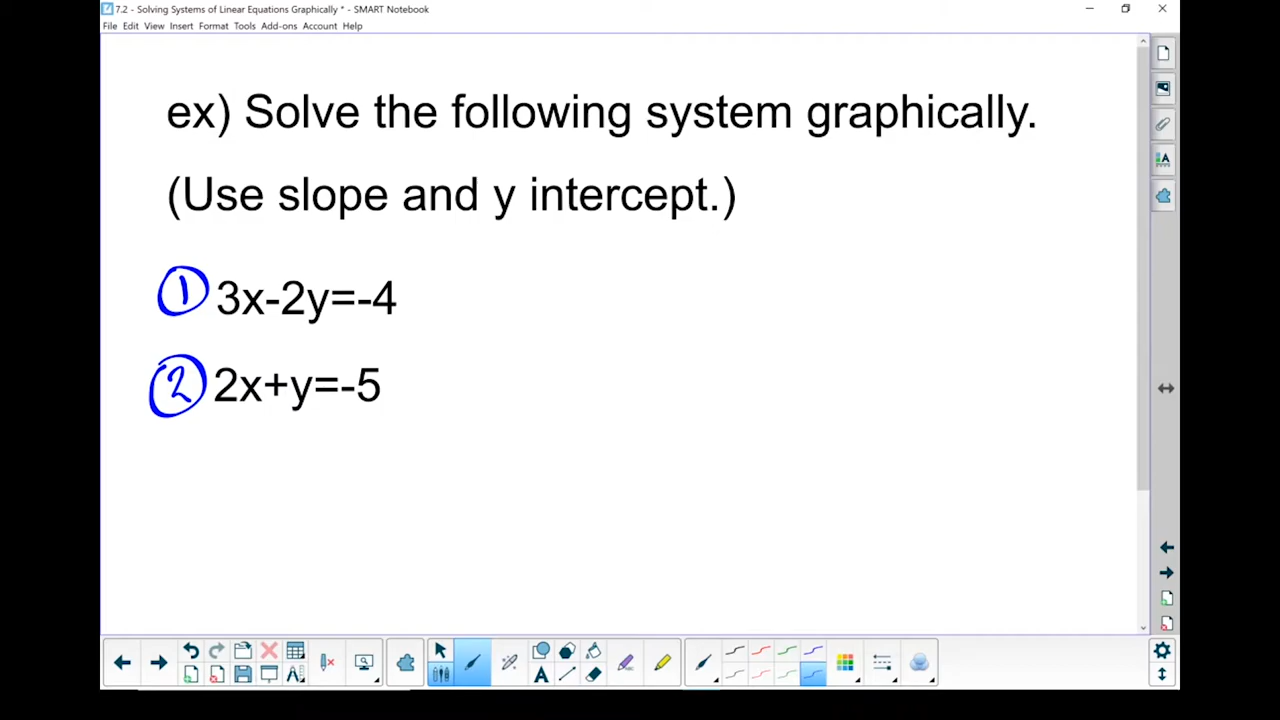 7.2 - Solving Systems of Linear Equations Graphically * - SMART Notebook
File Edit View Insert Format Tools Add-ons Account Help
ex) Solve the following system graphically.
(Use slope and y intercept.)
1 3x-2y=-4
2 2x+y=-5